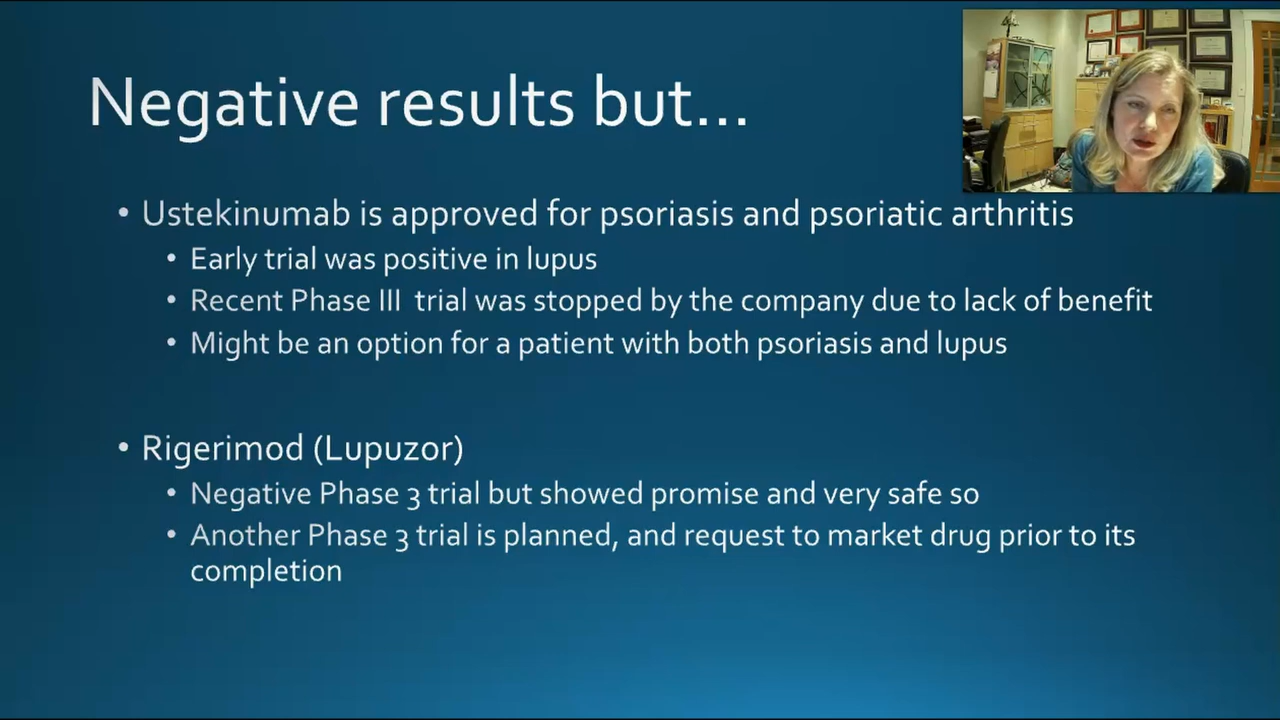 Negative results but...
• Ustekinumab is approved for psoriasis and psoriatic arthritis
• Early trial was positive in lupus
• Recent Phase III trial was stopped by the company due to lack of benefit
• Might be an option for a patient with both psoriasis and lupus
• Rigerimod (Lupuzor)
• Negative Phase 3 trial but showed promise and very safe so
• Another Phase 3 trial is planned, and request to market drug prior to its
completion